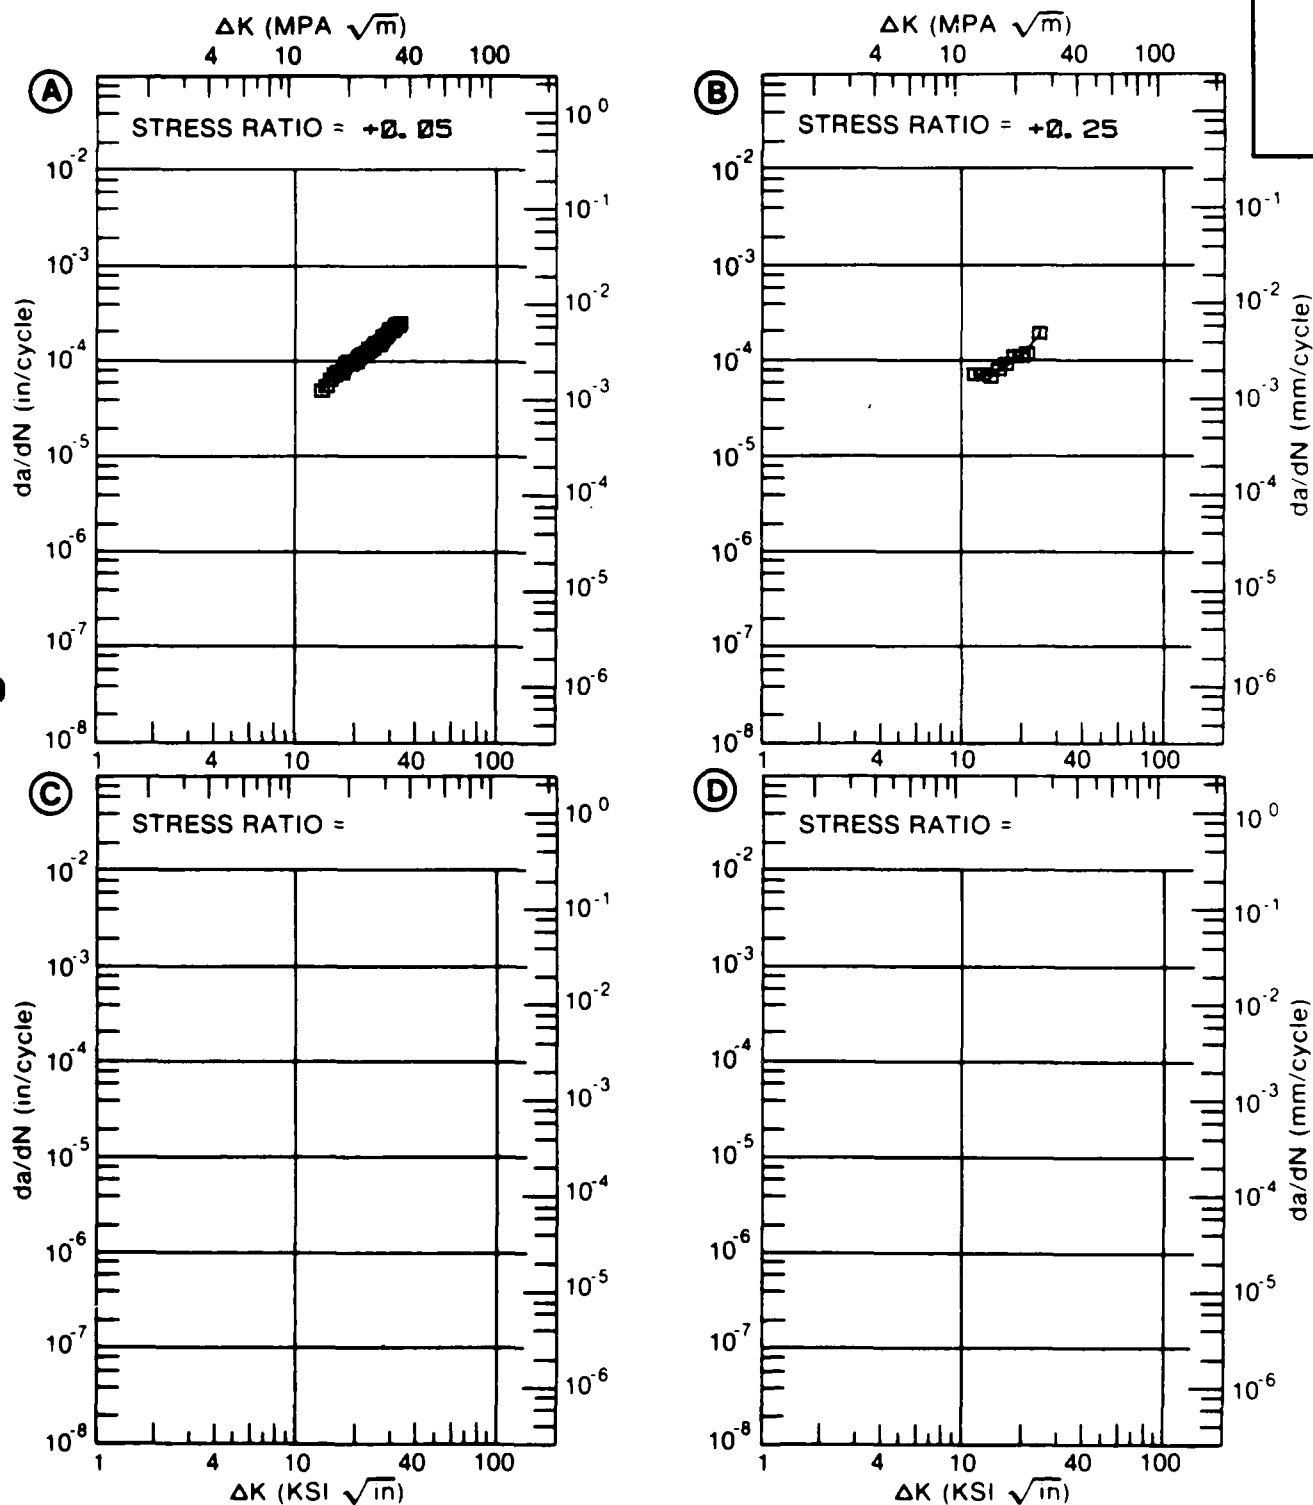 ΔK (MPA √m) ΔK (MPA √m)
4 10 40 100 4 10 40 100
A B
STRESS RATIO = +0.05 STRESS RATIO = +0.25
10^0
10^-2 10^-2
10^-1 10^-1
10^-3 10^-3
10^-2 10^-2
10^-4 10^-4
10^-3 10^-3
10^-5 10^-5
10^-4 10^-4
10^-6 10^-6
10^-5 10^-5
10^-7 10^-7
10^-6 10^-6
10^-8 10^-8
da/dN (in/cycle) da/dN (mm/cycle)
1 4 10 40 100 1 4 10 40 100
C D
STRESS RATIO = STRESS RATIO =
10^0 10^0
10^-2 10^-2
10^-1 10^-1
10^-3 10^-3
10^-2 10^-2
10^-4 10^-4
10^-3 10^-3
10^-5 10^-5
10^-4 10^-4
10^-6 10^-6
10^-5 10^-5
10^-7 10^-7
10^-6 10^-6
10^-8 10^-8
da/dN (in/cycle) da/dN (mm/cycle)
1 4 10 40 100 1 4 10 40 100
ΔK (KSI √in) ΔK (KSI √in)